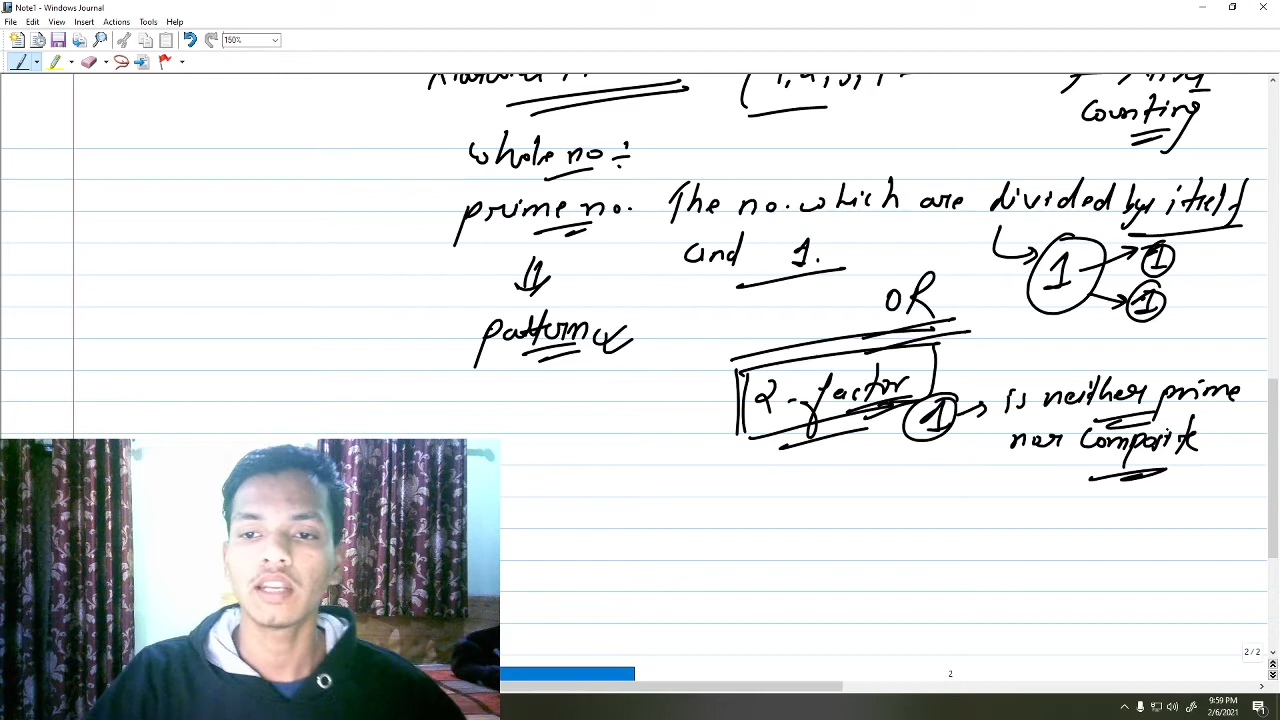 Note1 - Windows Journal
File Edit View Insert Actions Tools Help
150%
counting
whole no ÷
prime no. The no. which are divided by itself
and 1.
1 1
1
OR
pattern
2 - factor
1 → is neither prime
nor composite
2 / 2
2
9:59 PM
2/6/2021